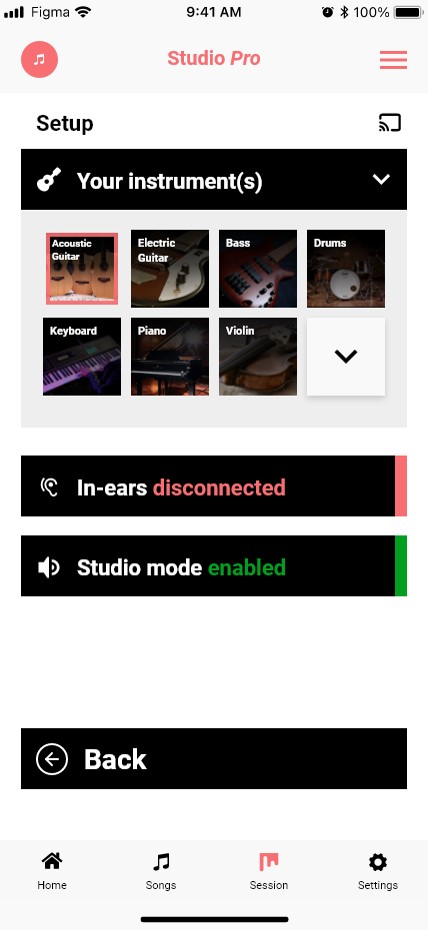 Figma 9:41 AM 100%
Studio Pro
Setup
Your instrument(s)
Acoustic
Guitar
Electric
Guitar
Bass
Drums
Keyboard
Piano
Violin
In-ears disconnected
Studio mode enabled
Back
Home Songs Session Settings